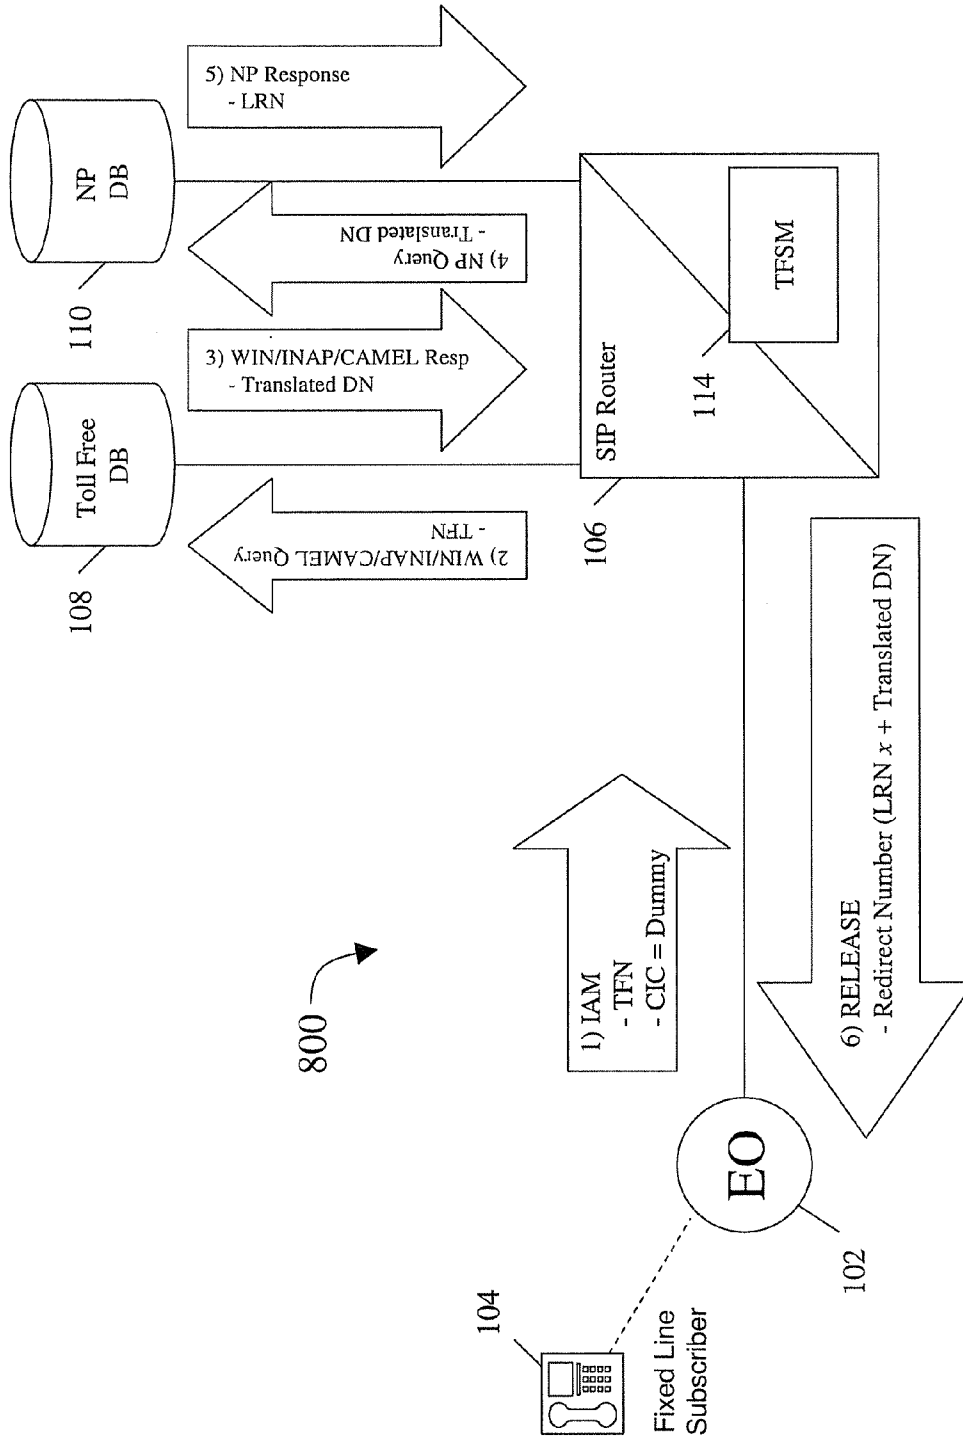 800
104
Fixed Line
Subscriber
102
EO
1) IAM
- TFN
- CIC = Dummy
6) RELEASE
- Redirect Number (LRN x + Translated DN)
106
SIP Router
114
TFSM
108
Toll Free
DB
110
NP
DB
2) WIN/INAP/CAMEL Query
- TFN
3) WIN/INAP/CAMEL Resp
- Translated DN
4) NP Query
- Translated DN
5) NP Response
- LRN